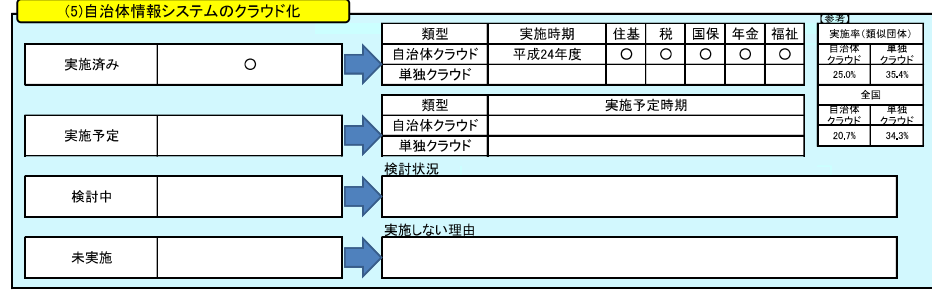 (5)自治体情報システムのクラウド化
【参考】
類型 実施時期 住基 税 国保 年金 福祉
実施率(類似団体)
実施済み ○
自治体クラウド 平成24年度 ○ ○ ○ ○ ○
自治体クラウド 単独クラウド
単独クラウド
25.0% 35.4%
全国
類型 実施予定時期
自治体クラウド 単独クラウド
実施予定
自治体クラウド
20.7% 34.3%
単独クラウド
検討状況
検討中
実施しない理由
未実施